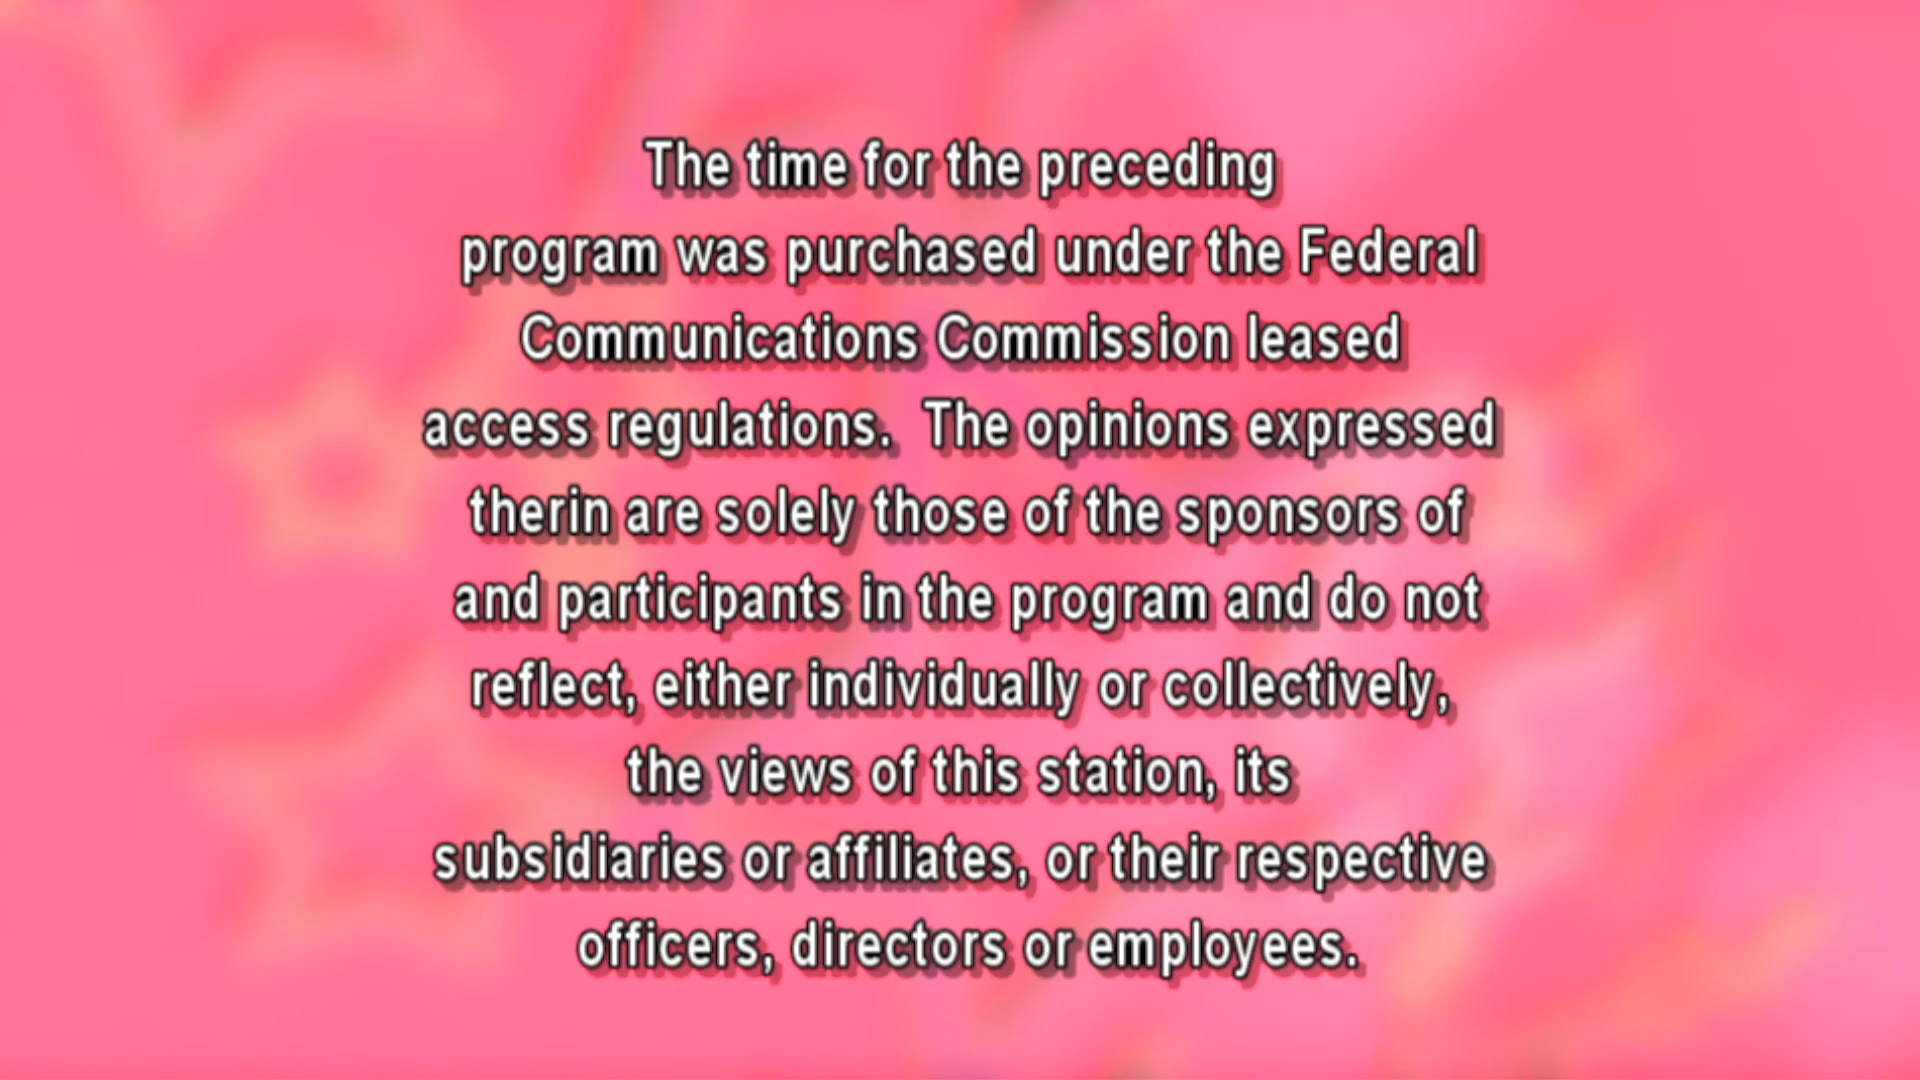 The time for the preceding
program was purchased under the Federal
Communications Commission leased
access regulations.  The opinions expressed
therin are solely those of the sponsors of
and participants in the program and do not
reflect, either individually or collectively,
the views of this station, its
subsidiaries or affiliates, or their respective
officers, directors or employees.